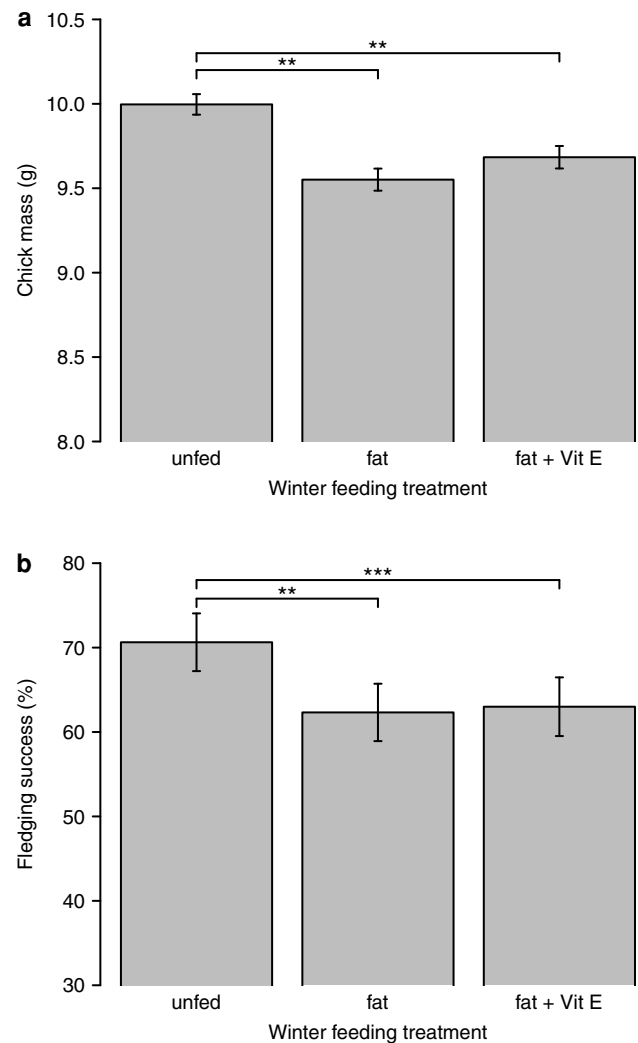 a
10.5
**
**
10.0
9.5
9.0
8.5
8.0
Chick mass (g)
unfed fat fat + Vit E
Winter feeding treatment
b
80
***
**
70
60
50
40
30
Fledging success (%)
unfed fat fat + Vit E
Winter feeding treatment